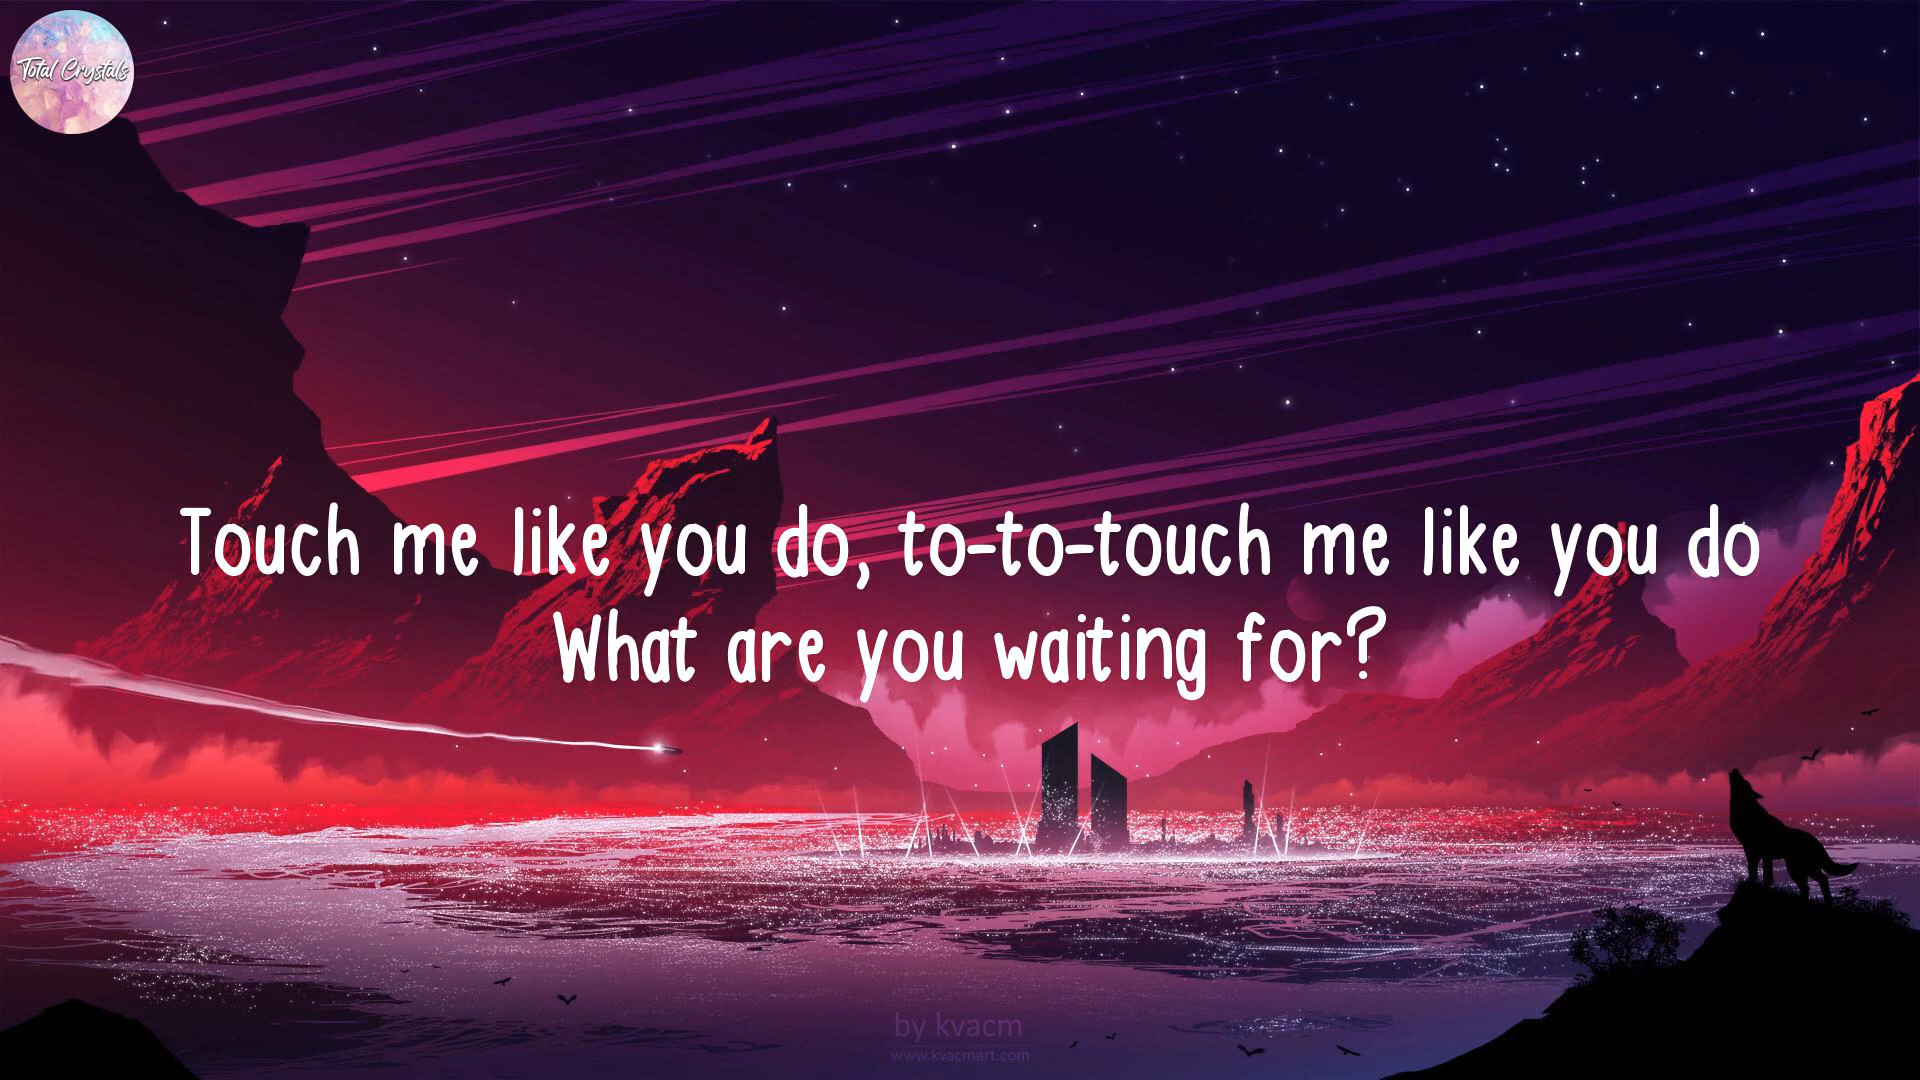 Total Crystals
Touch me like you do, to-to-touch me like you do
What are you waiting for?
by kvacm
www.kvacmart.com